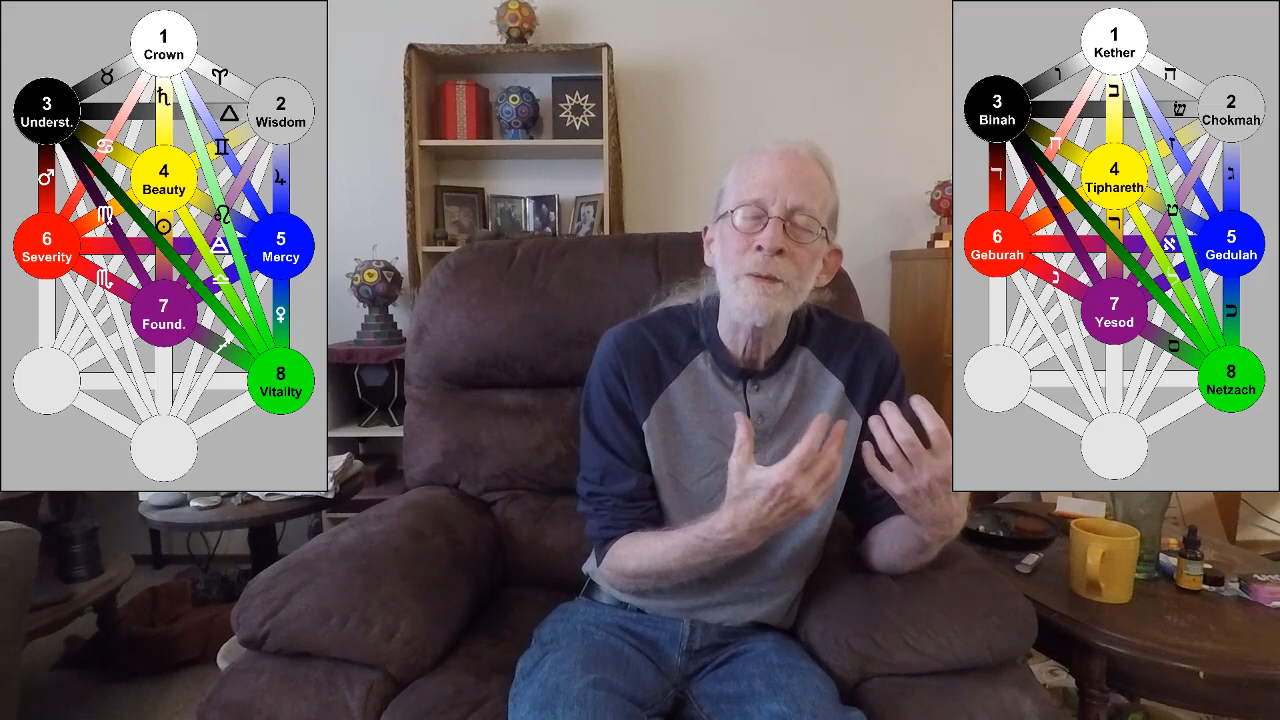 1
Crown
♉ ♈
♄
3
Underst.
2
Wisdom
♋ ♊
4
Beauty
♂ ♃
♍ ♌
☉
6
Severity
5
Mercy
♏ ♎
7
Found.
♀
♐
8
Vitality
1
Kether
ו ה
ב
3
Binah
ש
2
Chokmah
ז
4
Tiphareth
ד ג
י ט
ר
6
Geburah
א
5
Gedulah
נ ל
7
Yesod
ס
8
Netzach